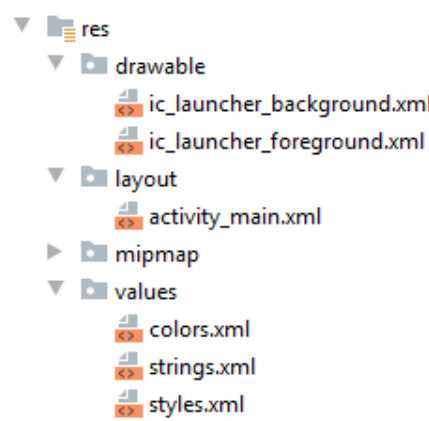 res
drawable
ic_launcher_background.xml
ic_launcher_foreground.xml
layout
activity_main.xml
mipmap
values
colors.xml
strings.xml
styles.xml